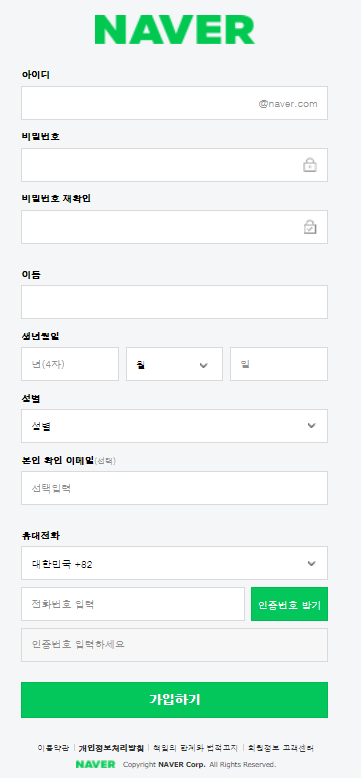 NAVER
아이디
@naver.com
비밀번호
비밀번호 재확인
이름
생년월일
년(4자) 월 일
성별
성별
본인 확인 이메일(선택)
선택입력
휴대전화
대한민국 +82
전화번호 입력 인증번호 받기
인증번호 입력하세요
가입하기
이용약관 | 개인정보처리방침 | 책임의 한계와 법적고지 | 회원정보 고객센터
NAVER Copyright NAVER Corp. All Rights Reserved.